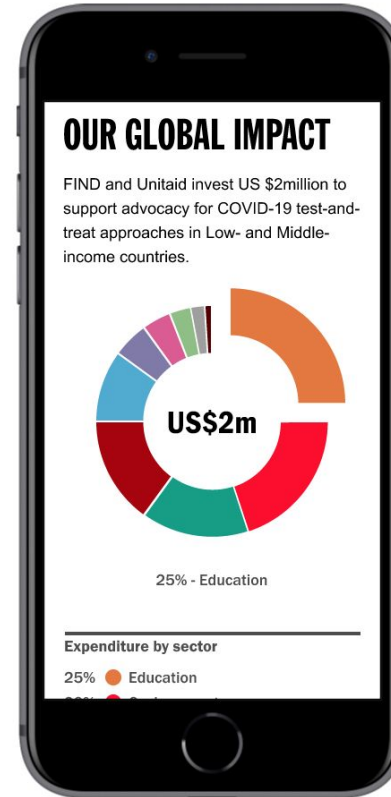 OUR GLOBAL IMPACT
FIND and Unitaid invest US $2million to
support advocacy for COVID-19 test-and-
treat approaches in Low- and Middle-
income countries.
US$2m
25% - Education
Expenditure by sector
25% Education